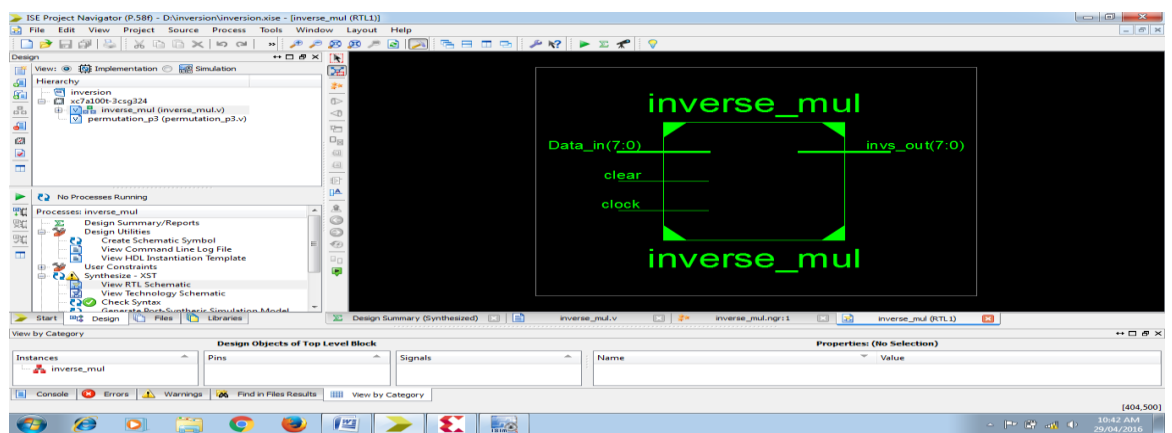 ISE Project Navigator (P.58f) - D:\inversion\inversion.xise - [inverse_mul (RTL1)]
File Edit View Project Source Process Tools Window Layout Help
Design
View: Implementation Simulation
Hierarchy
inversion
xc7a100t-3csg324
inverse_mul (inverse_mul.v)
permutation_p3 (permutation_p3.v)
No Processes Running
Processes: inverse_mul
Design Summary/Reports
Design Utilities
Create Schematic Symbol
View Command Line Log File
View HDL Instantiation Template
User Constraints
Synthesize - XST
View RTL Schematic
View Technology Schematic
Check Syntax
Generate Post-Synthesis Simulation Model
Start Design Files Libraries
inverse_mul
Data_in(7:0)
invs_out(7:0)
clear
clock
inverse_mul
Design Summary (Synthesized) inverse_mul.v inverse_mul.ngr:1 inverse_mul (RTL1)
View by Category
Design Objects of Top Level Block
Properties: (No Selection)
Instances Pins Signals Name Value
inverse_mul
Console Errors Warnings Find in Files Results View by Category
[404,500]
10:42 AM
29/04/2016